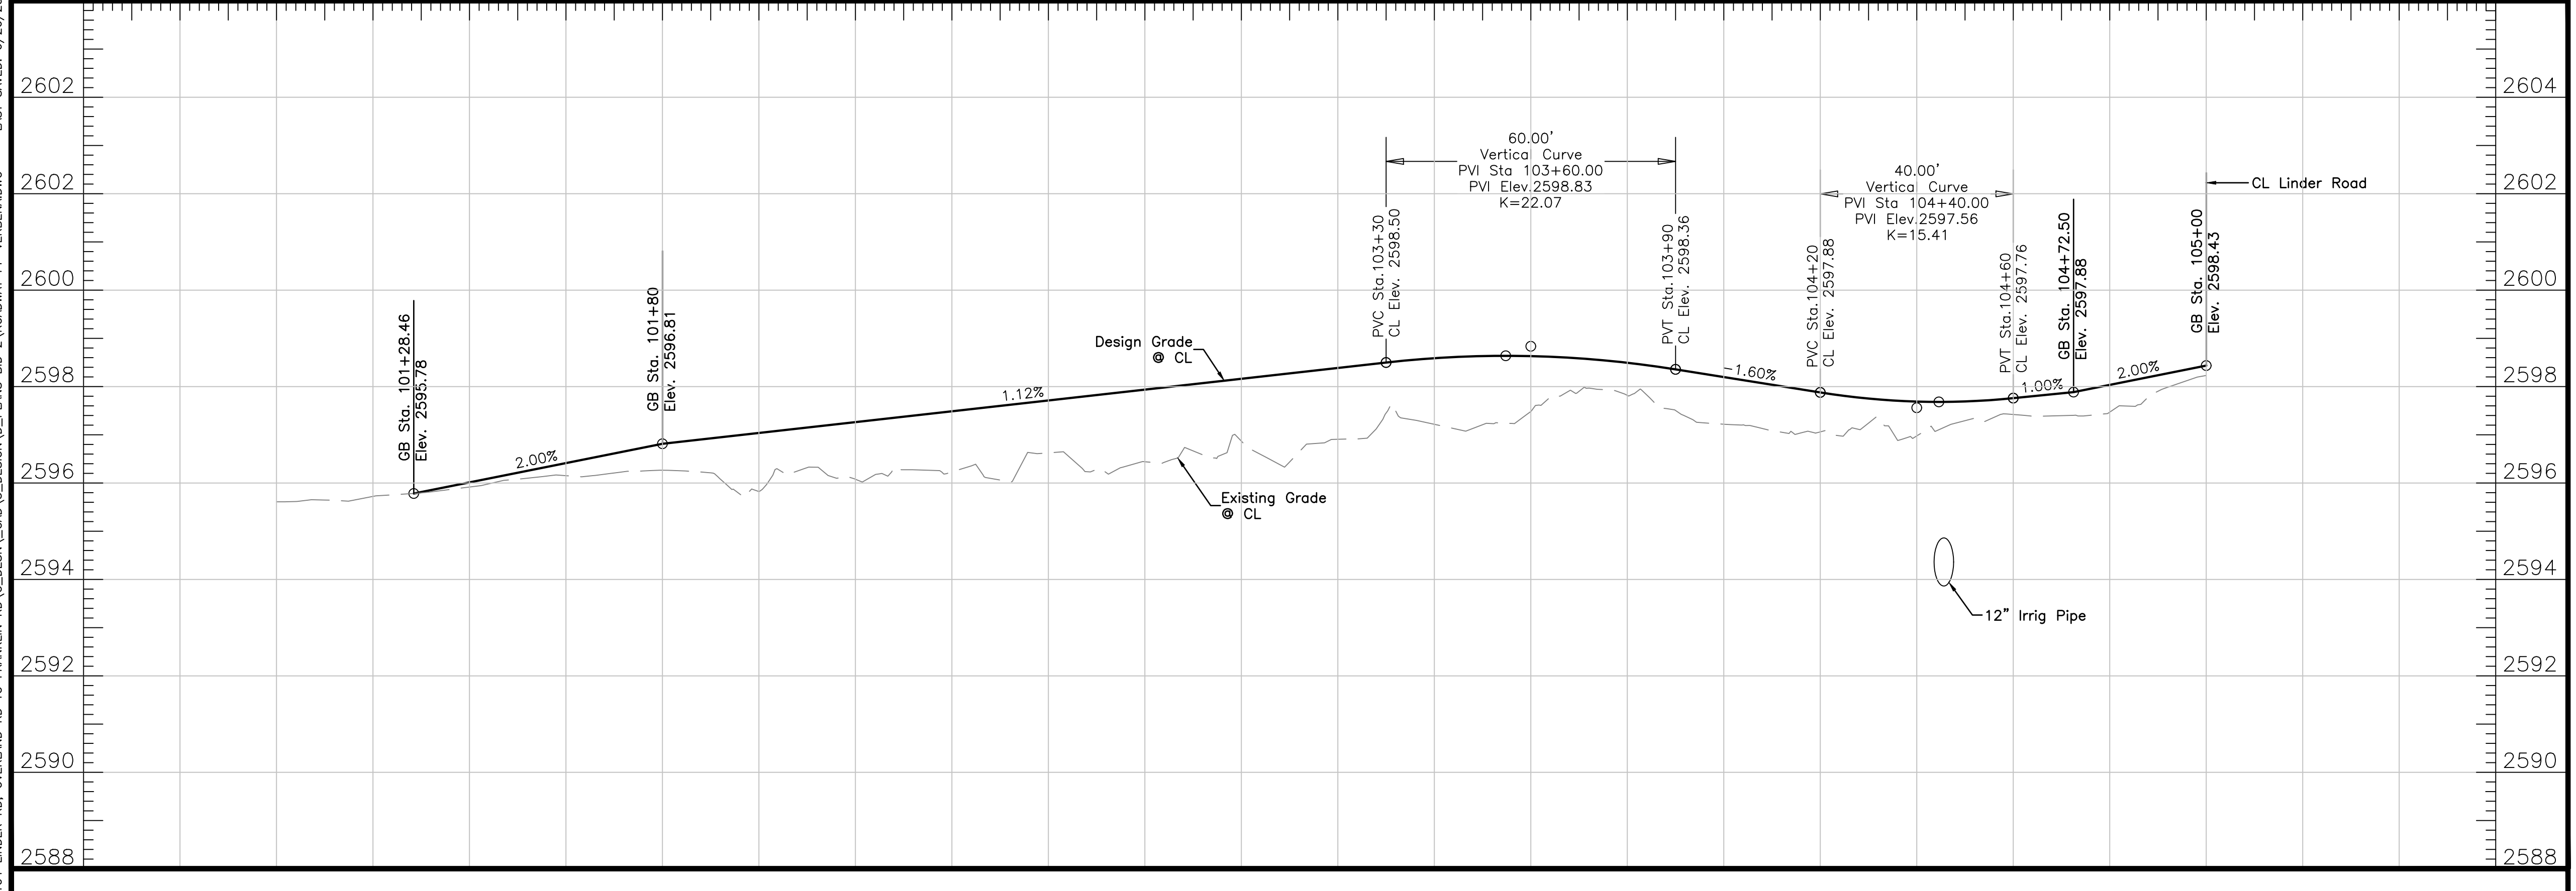 2602
2602
2600
2598
2596
2594
2592
2590
2588
GB Sta. 101+28.46
Elev. 2595.78
2.00%
GB Sta. 101+80
Elev. 2596.81
1.12%
Design Grade
@ CL
Existing Grade
@ CL
PVC Sta.103+30
CL Elev. 2598.50
60.00'
Vertical Curve
PVI Sta 103+60.00
PVI Elev.2598.83
K=22.07
PVT Sta.103+90
CL Elev. 2598.36
-1.60%
PVC Sta.104+20
CL Elev. 2597.88
40.00'
Vertical Curve
PVI Sta 104+40.00
PVI Elev.2597.56
K=15.41
PVT Sta.104+60
CL Elev. 2597.76
1.00%
GB Sta. 104+72.50
Elev. 2597.88
2.00%
GB Sta. 105+00
Elev. 2598.43
CL Linder Road
12" Irrig Pipe
2604
2602
2600
2598
2596
2594
2592
2590
2588